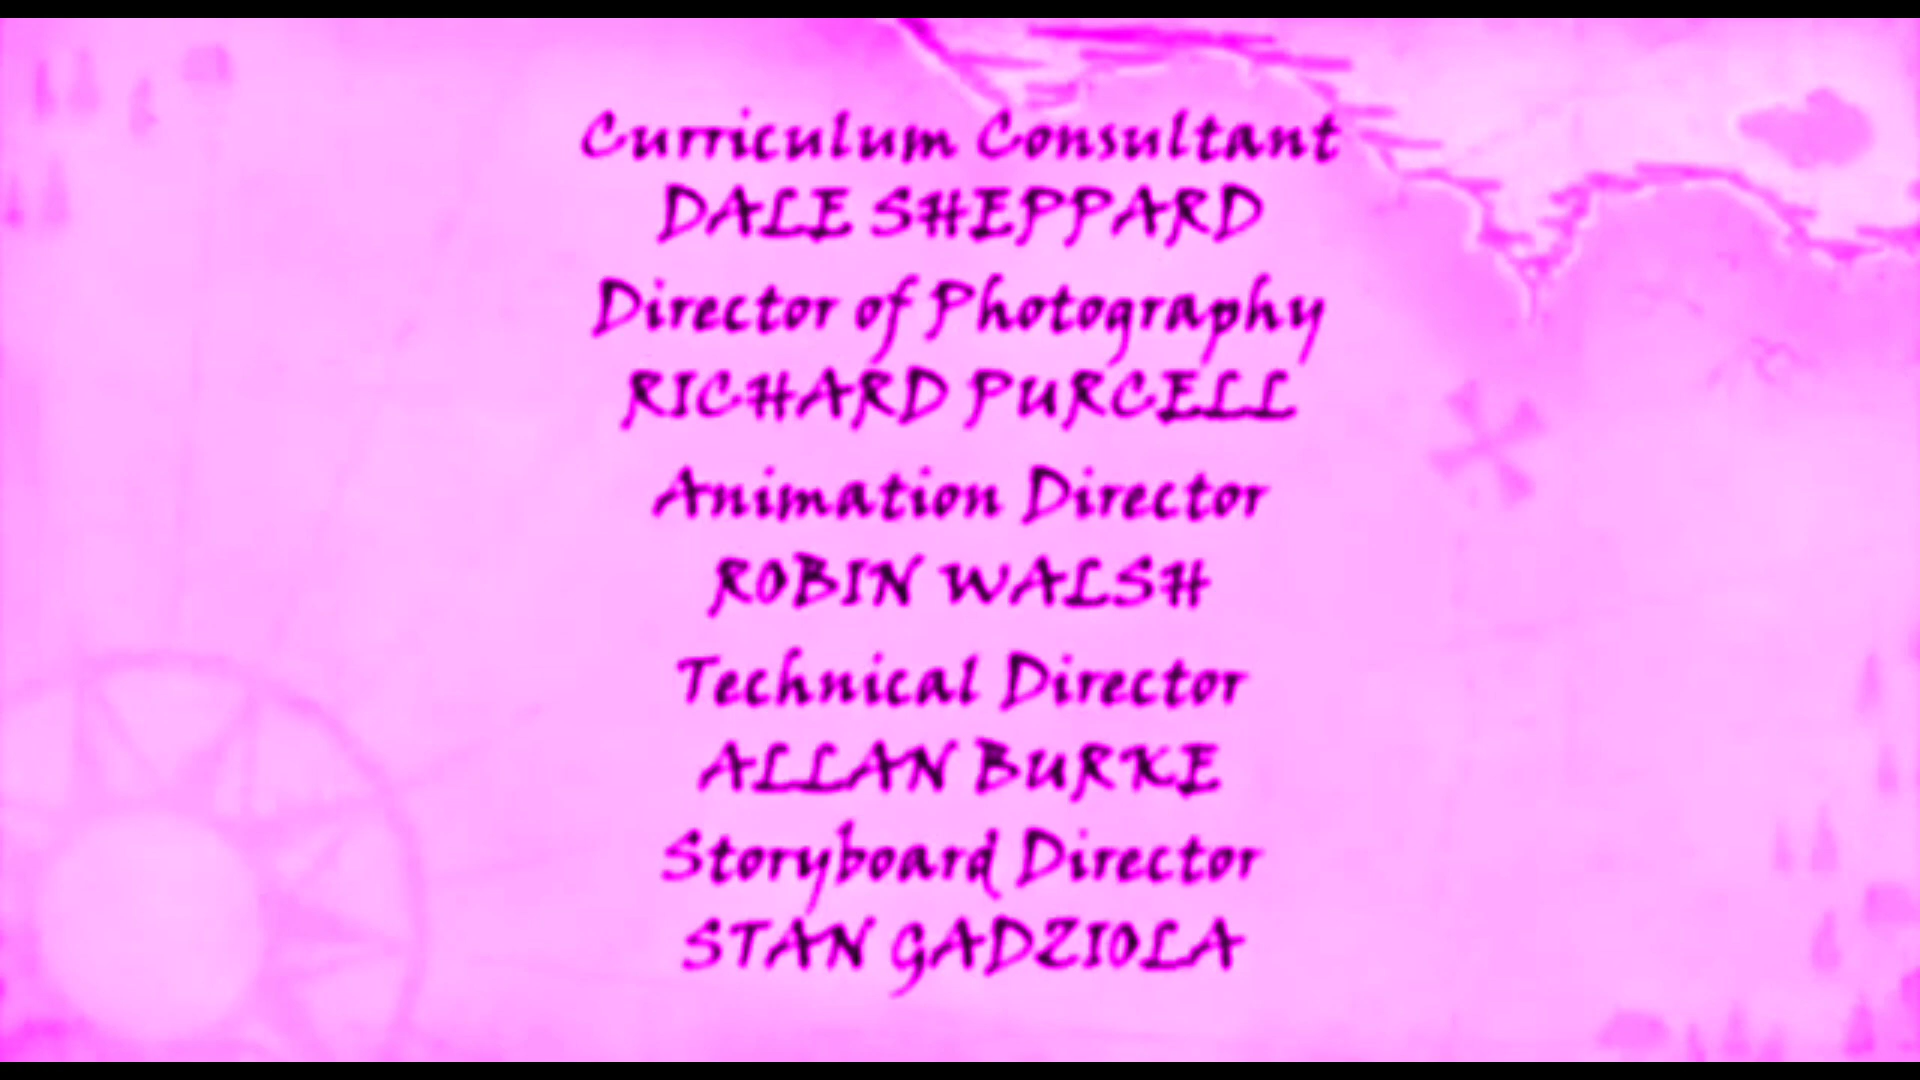 Curriculum Consultant
DALE SHEPPARD
Director of Photography
RICHARD PURCELL
Animation Director
ROBIN WALSH
Technical Director
ALLAN BURKE
Storyboard Director
STAN GADZIOLA